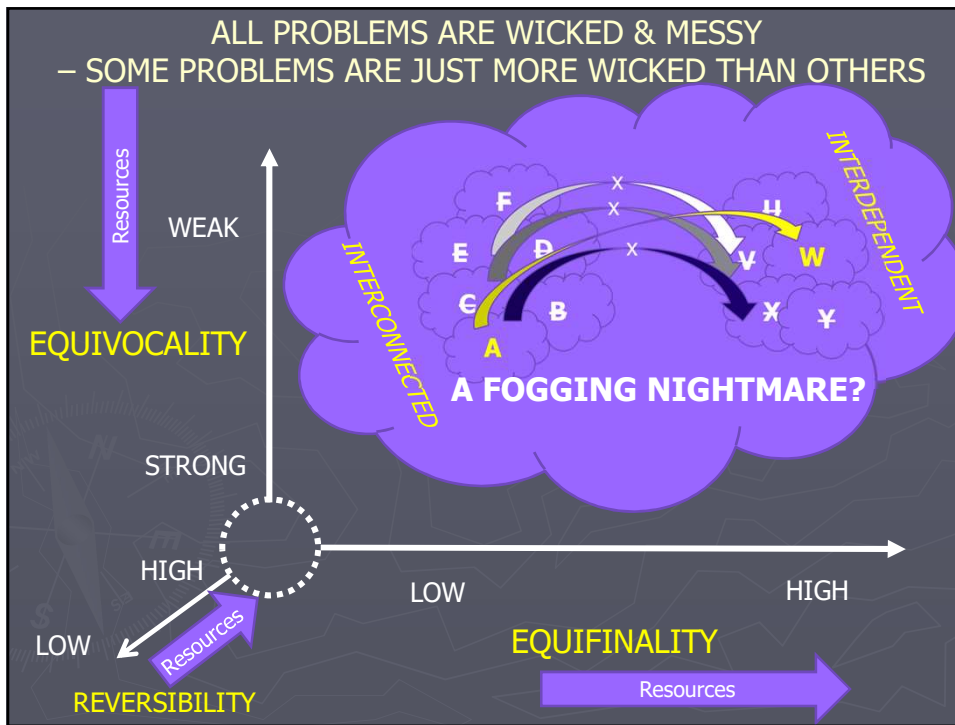 ALL PROBLEMS ARE WICKED & MESSY
– SOME PROBLEMS ARE JUST MORE WICKED THAN OTHERS
Resources
WEAK
EQUIVOCALITY
STRONG
HIGH
LOW
Resources
REVERSIBILITY
INTERCONNECTED
F
E
D
C
B
A
X
X
X
U
V
W
X
Y
INTERDEPENDENT
A FOGGING NIGHTMARE?
LOW
HIGH
EQUIFINALITY
Resources
N
E
S
SE